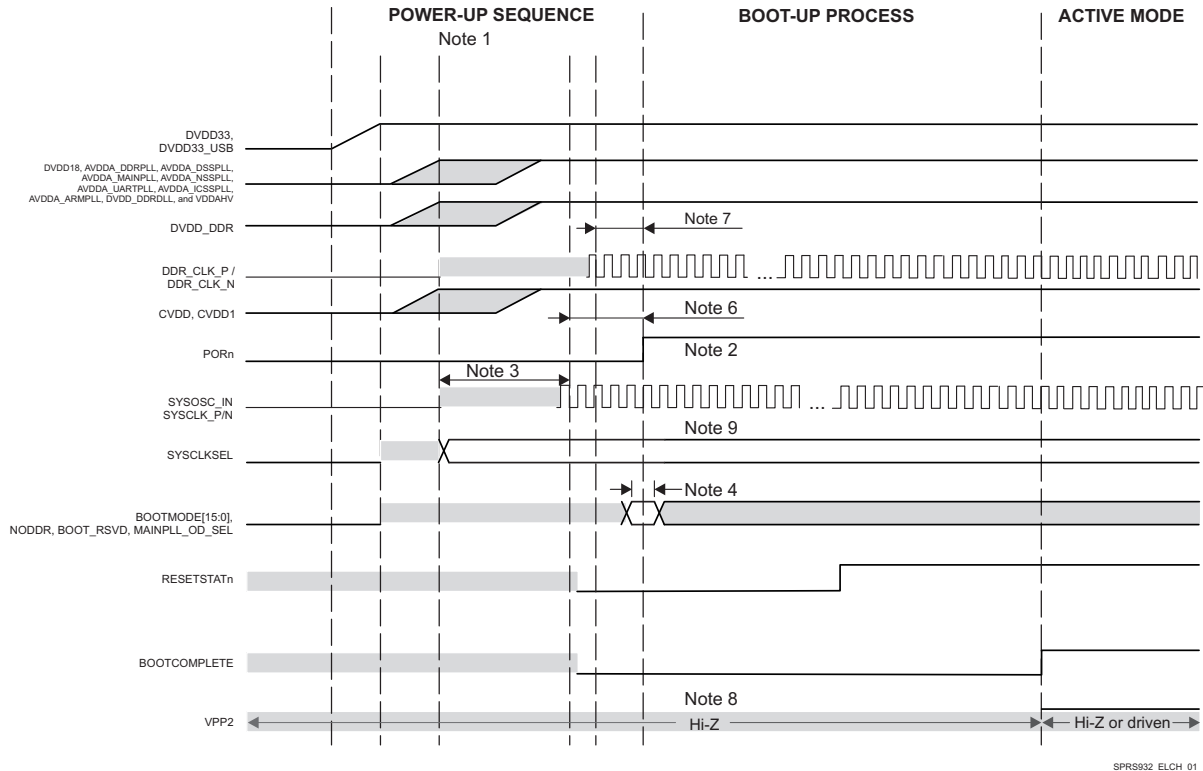 POWER-UP SEQUENCE
BOOT-UP PROCESS
ACTIVE MODE
Note 1
DVDD33,
DVDD33_USB
DVDD18, AVDDA_DDRPLL, AVDDA_DSSPLL,
AVDDA_MAINPLL, AVDDA_NSSPLL,
AVDDA_UARTPLL, AVDDA_ICSSPLL,
AVDDA_ARMPLL, DVDD_DDRDLL, and VDDAHV
DVDD_DDR
Note 7
DDR_CLK_P /
DDR_CLK_N
...
CVDD, CVDD1
Note 6
PORn
Note 2
Note 3
SYSOSC_IN
SYSCLK_P/N
...
Note 9
SYSCLKSEL
Note 4
BOOTMODE[15:0],
NODDR, BOOT_RSVD, MAINPLL_OD_SEL
RESETSTATn
BOOTCOMPLETE
Note 8
VPP2
Hi-Z
Hi-Z or driven
SPRS932_ELCH_01